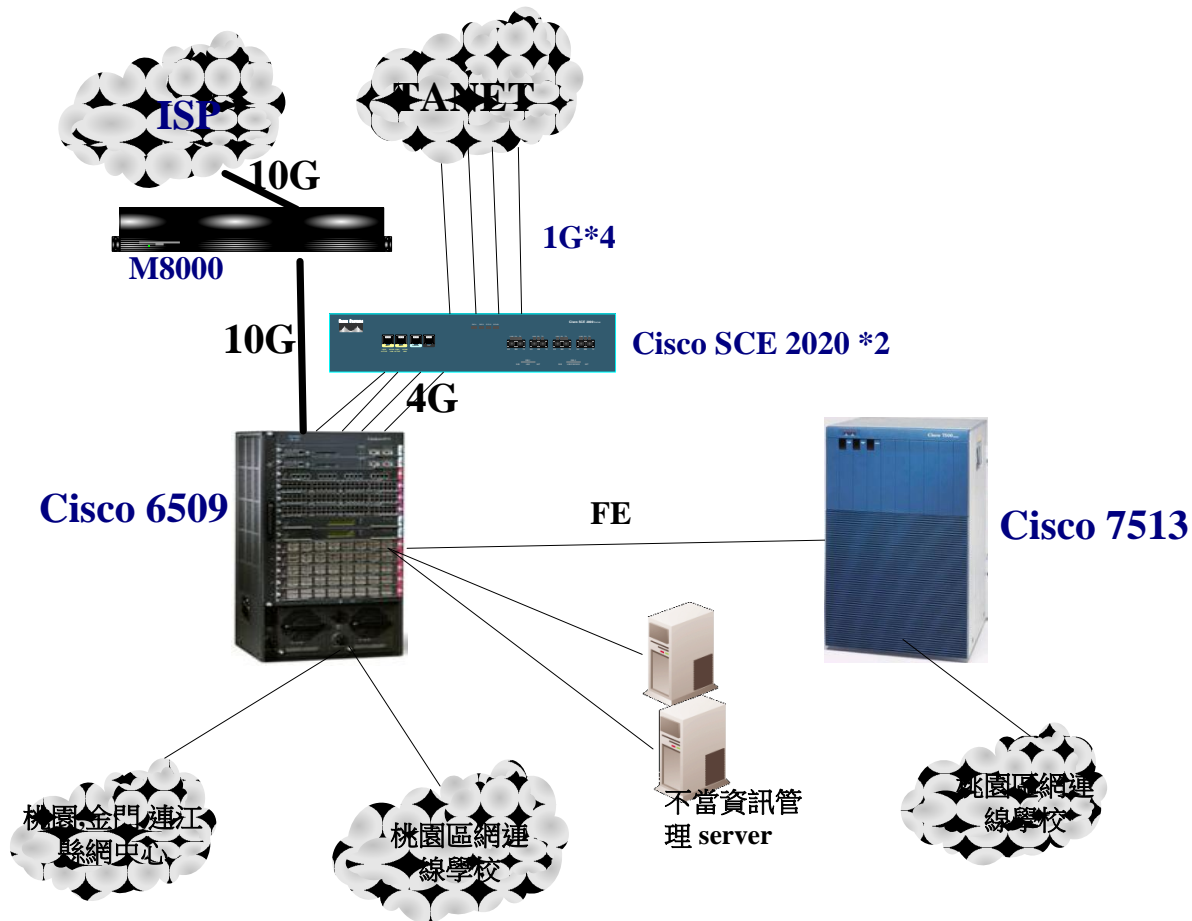 ISP
TANET
10G
M8000
1G*4
10G
Cisco SCE 2020 *2
4G
Cisco 6509
FE
Cisco 7513
桃園,金門,連江
縣網中心
桃園區網連
線學校
不當資訊管
理 server
桃園區網連
線學校